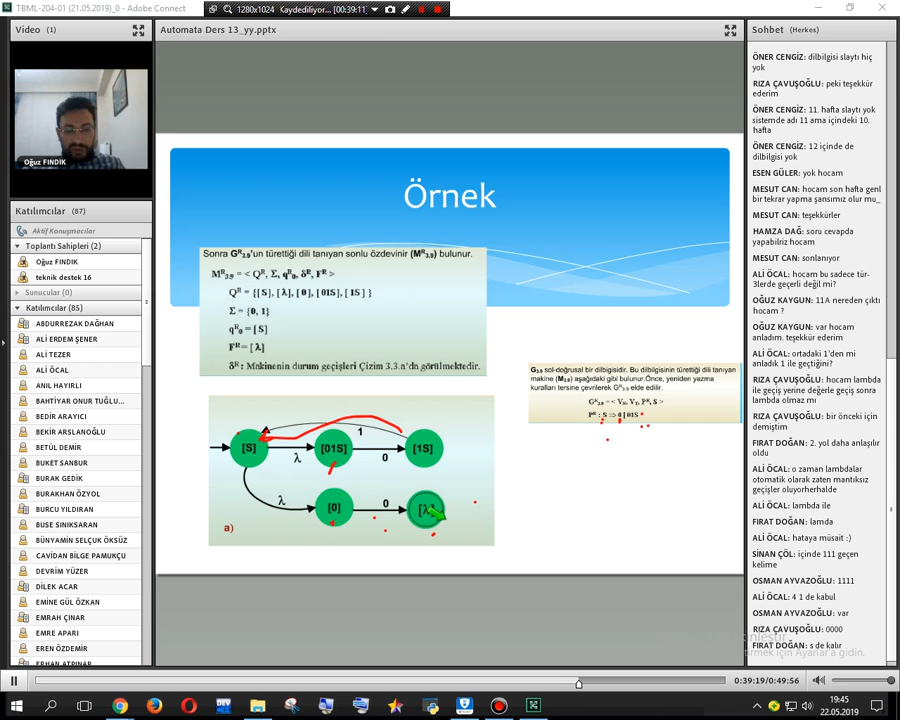 TBML-204-01 (21.05.2019)_0 - Adobe Connect
1280x1024 Kaydediliyor... [00:39:11]
Video (1)
Oğuz FINDIK
Katılımcılar (87)
Aktif Konuşmacılar
Toplantı Sahipleri (2)
Oğuz FINDIK
teknik destek 16
Sunucular (0)
Katılımcılar (85)
ABDURREZAK DAĞHAN
ALİ ERDEM ŞENER
ALİ TEZER
ALİ ÖCAL
ANIL HAYIRLI
BAHTİYAR ONUR TUĞLU...
BEDİR ARAYICI
BEKİR ARSLANOĞLU
BETÜL DEMİR
BUKET SANBUR
BURAK GEDİK
BURAKHAN ÖZYOL
BURCU YILDIRAN
BUSE SINIKSARAN
BÜNYAMİN SELÇUK ÖKSÜZ
CAVİDAN BİLGE PAMUKÇU
DEVRİM YÜZER
DİLEK ACAR
EMİNE GÜL ÖZKAN
EMRAH ÇINAR
EMRE APARI
EREN ÖZDEMİR
ERHAN ATPINAR
Automata Ders 13_yy.pptx
Örnek
Sonra Gᴿ₃.₉'un türettiği dili tanıyan sonlu özdevinir (Mᴿ₃.₉) bulunur.
Mᴿ₃.₉ = < Qᴿ, Σ, qᴿ₀, δᴿ, Fᴿ >
Qᴿ = {[ S], [ λ], [ 0], [ 01S], [ 1S] }
Σ = {0, 1}
qᴿ₀ = [ S]
Fᴿ = [ λ]
δᴿ : Makinenin durum geçişleri Çizim 3.3.a'da görülmektedir.
G₃.₉ sol-doğrusal bir dilbilgisidir. Bu dilbilgisinin türettiği dili tanıyan
makine (M₃.₉) aşağıdaki gibi bulunur.Önce, yeniden yazma
kuralları tersine çevrilerek Gᴿ₃.₉ elde edilir.
Gᴿ₃.₉ = < V_N, V_T, Pᴿ, S >
Pᴿ : S ⇒ 0 | 01S
1
[S]
λ
[01S]
0
[1S]
λ
[0]
0
[λ]
a)
Sohbet (Herkes)
ÖNER CENGİZ: dilbilgisi slaytı hiç
yok
RIZA ÇAVUŞOĞLU: peki teşekkür
ederim
ÖNER CENGİZ: 11. hafta slaytı yok
sistemde adı 11 ama içindeki 10.
hafta
ÖNER CENGİZ: 12 içinde de
dilbilgisi yok
ESEN GÜLER: yok hocam
MESUT CAN: hocam son hafta genl
bir tekrar yapma şansımız olur mu_
MESUT CAN: teşekkürler
HAMZA DAĞ: soru cevapda
yapabiliriz hocam
MESUT CAN: sonlanıyor
ALİ ÖCAL: hocam bu sadece tür-
3lerde geçerli değil mi?
OĞUZ KAYGUN: 11A nereden çıktı
hocam ?
OĞUZ KAYGUN: var hocam
anladım. teşekkür ederim
ALİ ÖCAL: ortadaki 1'den mi
anladık 1 ile geçtiğini?
RIZA ÇAVUŞOĞLU: hocam lambda
ile geçiş yerine değerle geçiş sonra
lambda olmaz mı
RIZA ÇAVUŞOĞLU: bir önceki için
demiştim
FIRAT DOĞAN: 2. yol daha anlaşılır
oldu
ALİ ÖCAL: o zaman lambdalar
otomatik olarak zaten mantıksız
geçişler oluyorherhalde
ALİ ÖCAL: lambda ile
FIRAT DOĞAN: lamda
ALİ ÖCAL: hataya müsait :)
SİNAN ÇÖL: içinde 111 geçen
kelime
OSMAN AYVAZOĞLU: 1111
ALİ ÖCAL: 4 1 de kabul
OSMAN AYVAZOĞLU: var
RIZA ÇAVUŞOĞLU: 0000
FIRAT DOĞAN: s de kalır
için Ayarlar'a gidin.
0:39:19/0:49:56
DEV
19:45
22.05.2019